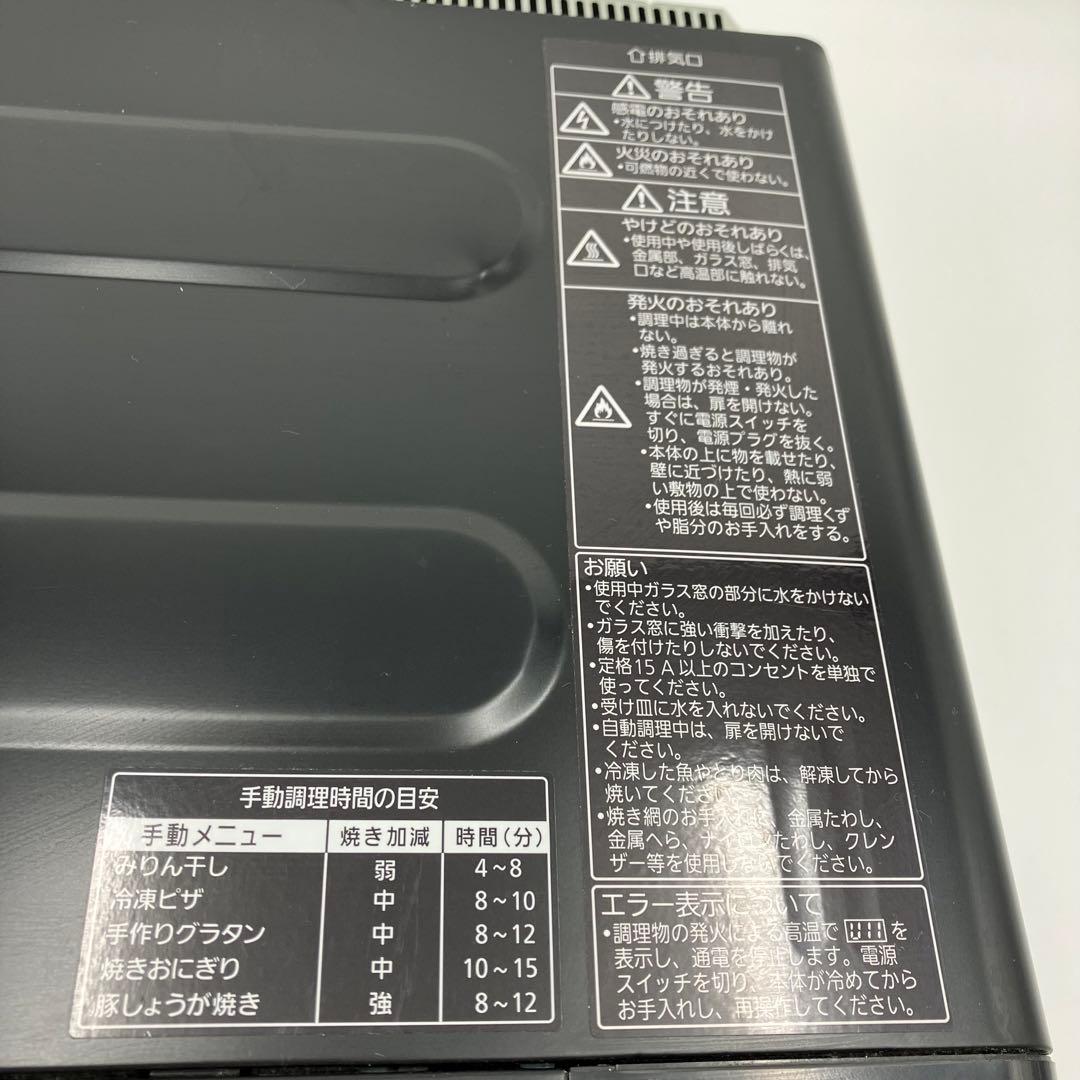 ⇧排気口
警告
感電のおそれあり
•水につけたり、水をかけ
たりしない。
火災のおそれあり
•可燃物の近くで使わない。
注意
やけどのおそれあり
•使用中や使用後しばらくは、
金属部、ガラス窓、排気
口など高温部に触れない。
発火のおそれあり
•調理中は本体から離れ
ない。
•焼き過ぎると調理物が
発火するおそれあり。
•調理物が発煙・発火した
場合は、扉を開けない。
すぐに電源スイッチを
切り、電源プラグを抜く。
•本体の上に物を載せたり、
壁に近づけたり、熱に弱
い敷物の上で使わない。
•使用後は毎回必ず調理くず
や脂分のお手入れをする。
お願い
•使用中ガラス窓の部分に水をかけない
でください。
•ガラス窓に強い衝撃を加えたり、
傷を付けたりしないでください。
•定格15A以上のコンセントを単独で
使ってください。
•受け皿に水を入れないでください。
•自動調理中は、扉を開けないで
ください。
•冷凍した魚やとり肉は、解凍してから
焼いてください。
•焼き網のお手入れに、金属たわし、
金属へら、ナイロンたわし、クレン
ザー等を使用しないでください。
エラー表示について
•調理物の発火による高温で U11 を
表示し、通電を停止します。電源
スイッチを切り、本体が冷めてから
お手入れし、再操作してください。
手動調理時間の目安
手動メニュー 焼き加減 時間(分)
みりん干し 弱 4~8
冷凍ピザ 中 8~10
手作りグラタン 中 8~12
焼きおにぎり 中 10~15
豚しょうが焼き 強 8~12